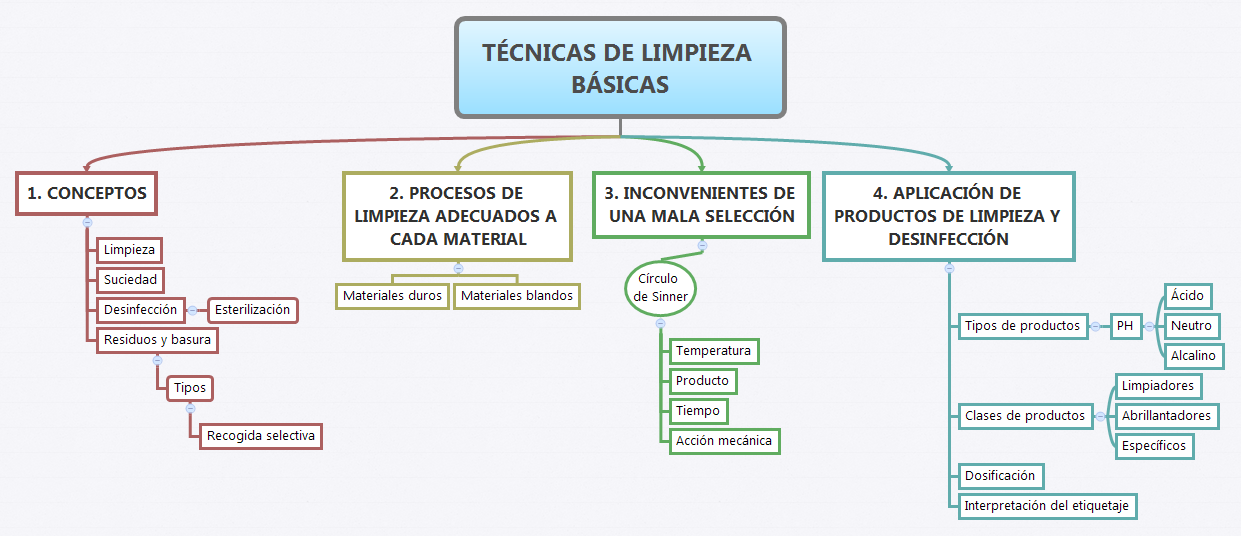 TÉCNICAS DE LIMPIEZA
BÁSICAS
1. CONCEPTOS
Limpieza
Suciedad
Desinfección
Esterilización
Residuos y basura
Tipos
Recogida selectiva
2. PROCESOS DE
LIMPIEZA ADECUADOS A
CADA MATERIAL
Materiales duros
Materiales blandos
3. INCONVENIENTES DE
UNA MALA SELECCIÓN
Círculo
de Sinner
Temperatura
Producto
Tiempo
Acción mecánica
4. APLICACIÓN DE
PRODUCTOS DE LIMPIEZA Y
DESINFECCIÓN
Tipos de productos
PH
Ácido
Neutro
Alcalino
Clases de productos
Limpiadores
Abrillantadores
Específicos
Dosificación
Interpretación del etiquetaje